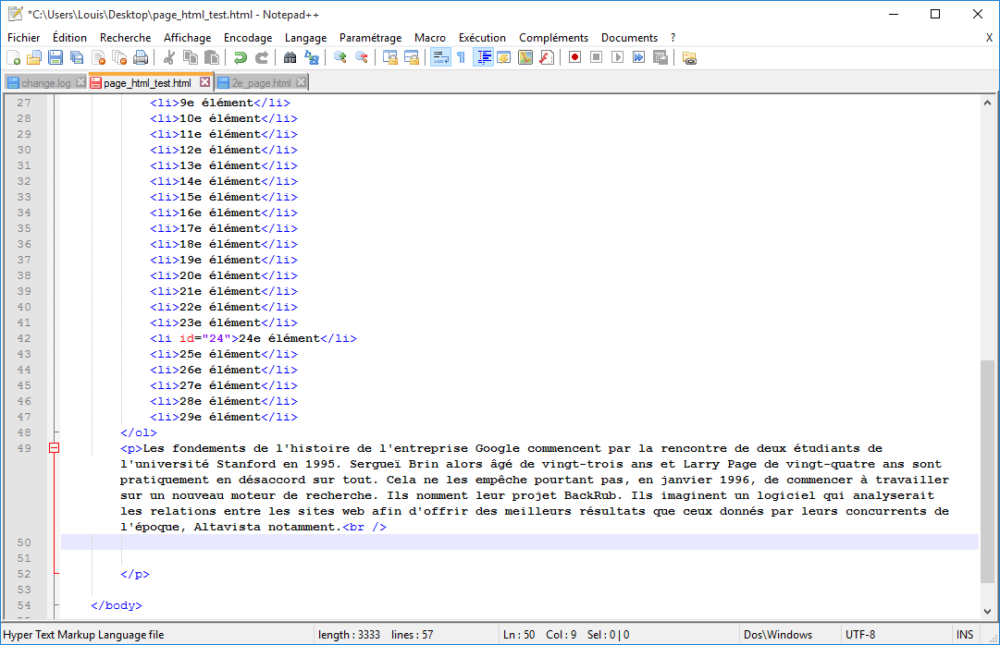 *C:\Users\Louis\Desktop\page_html_test.html - Notepad++
Fichier Édition Recherche Affichage Encodage Langage Paramétrage Macro Exécution Compléments Documents ? X
change.log page_html_test.html 2e_page.html
27 <li>9e élément</li>
28 <li>10e élément</li>
29 <li>11e élément</li>
30 <li>12e élément</li>
31 <li>13e élément</li>
32 <li>14e élément</li>
33 <li>15e élément</li>
34 <li>16e élément</li>
35 <li>17e élément</li>
36 <li>18e élément</li>
37 <li>19e élément</li>
38 <li>20e élément</li>
39 <li>21e élément</li>
40 <li>22e élément</li>
41 <li>23e élément</li>
42 <li id="24">24e élément</li>
43 <li>25e élément</li>
44 <li>26e élément</li>
45 <li>27e élément</li>
46 <li>28e élément</li>
47 <li>29e élément</li>
48 </ol>
49 <p>Les fondements de l'histoire de l'entreprise Google commencent par la rencontre de deux étudiants de
l'université Stanford en 1995. Sergueï Brin alors âgé de vingt-trois ans et Larry Page de vingt-quatre ans sont
pratiquement en désaccord sur tout. Cela ne les empêche pourtant pas, en janvier 1996, de commencer à travailler
sur un nouveau moteur de recherche. Ils nomment leur projet BackRub. Ils imaginent un logiciel qui analyserait
les relations entre les sites web afin d'offrir des meilleurs résultats que ceux donnés par leurs concurrents de
l'époque, Altavista notamment.<br />
50
51
52 </p>
53
54 </body>
Hyper Text Markup Language file length : 3333 lines : 57 Ln : 50 Col : 9 Sel : 0 | 0 Dos\Windows UTF-8 INS